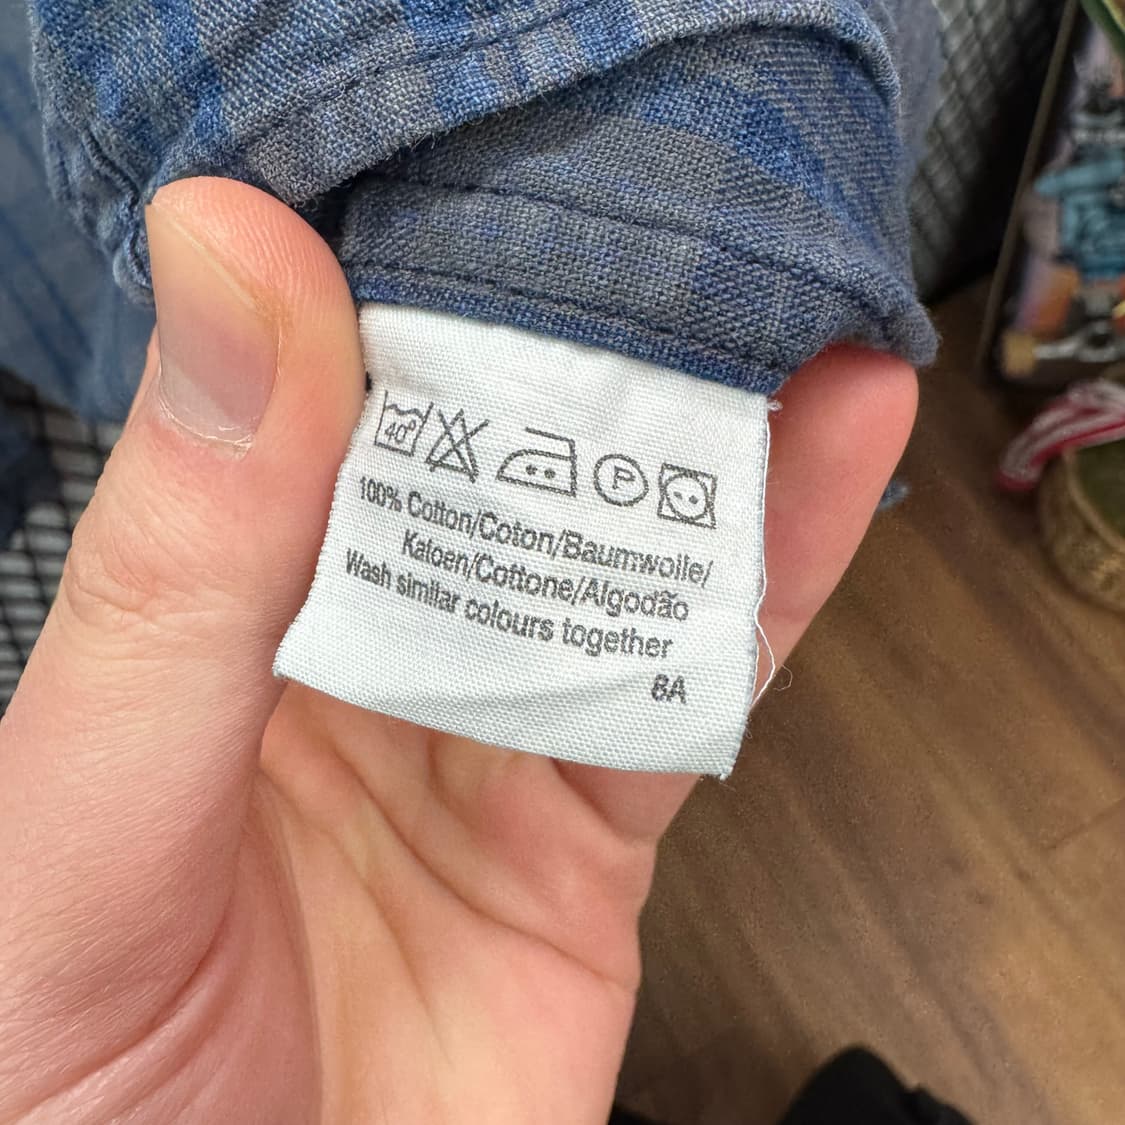 40°
P
100% Cotton/Coton/Baumwolle/
Katoen/Cottone/Algodão
Wash similar colours together
8A